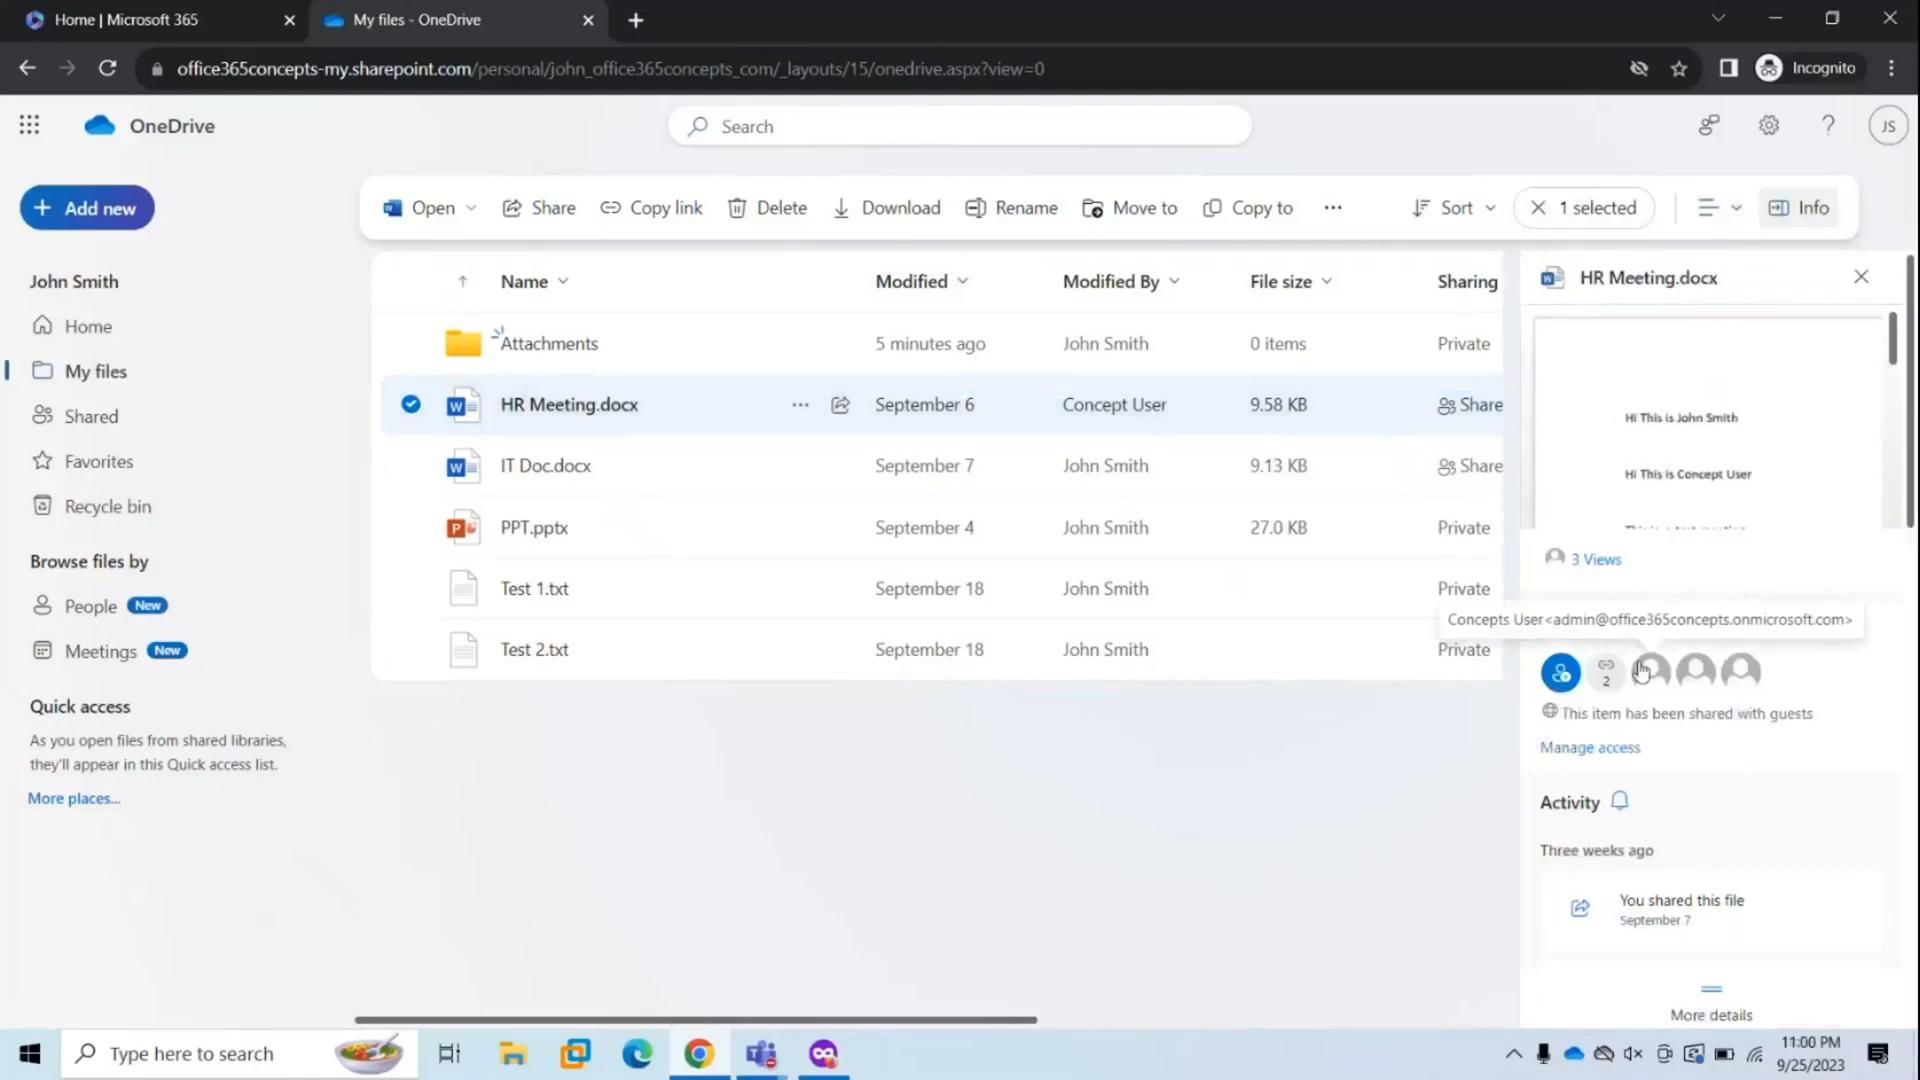 Home | Microsoft 365
My files - OneDrive
office365concepts-my.sharepoint.com/personal/john_office365concepts_com/_layouts/15/onedrive.aspx?view=0
Incognito
OneDrive
Search
JS
Add new
Open
Share
Copy link
Delete
Download
Rename
Move to
Copy to
Sort
1 selected
Info
John Smith
Home
My files
Shared
Favorites
Recycle bin
Browse files by
People New
Meetings New
Quick access
As you open files from shared libraries,
they'll appear in this Quick access list.
More places...
Name Modified Modified By File size Sharing
Attachments 5 minutes ago John Smith 0 items Private
HR Meeting.docx September 6 Concept User 9.58 KB Share
IT Doc.docx September 7 John Smith 9.13 KB Share
PPT.pptx September 4 John Smith 27.0 KB Private
Test 1.txt September 18 John Smith Private
Test 2.txt September 18 John Smith Private
HR Meeting.docx
Hi This is John Smith
Hi This is Concept User
3 Views
Concepts User<admin@office365concepts.onmicrosoft.com>
2
This item has been shared with guests
Manage access
Activity
Three weeks ago
You shared this file
September 7
More details
Type here to search
11:00 PM
9/25/2023